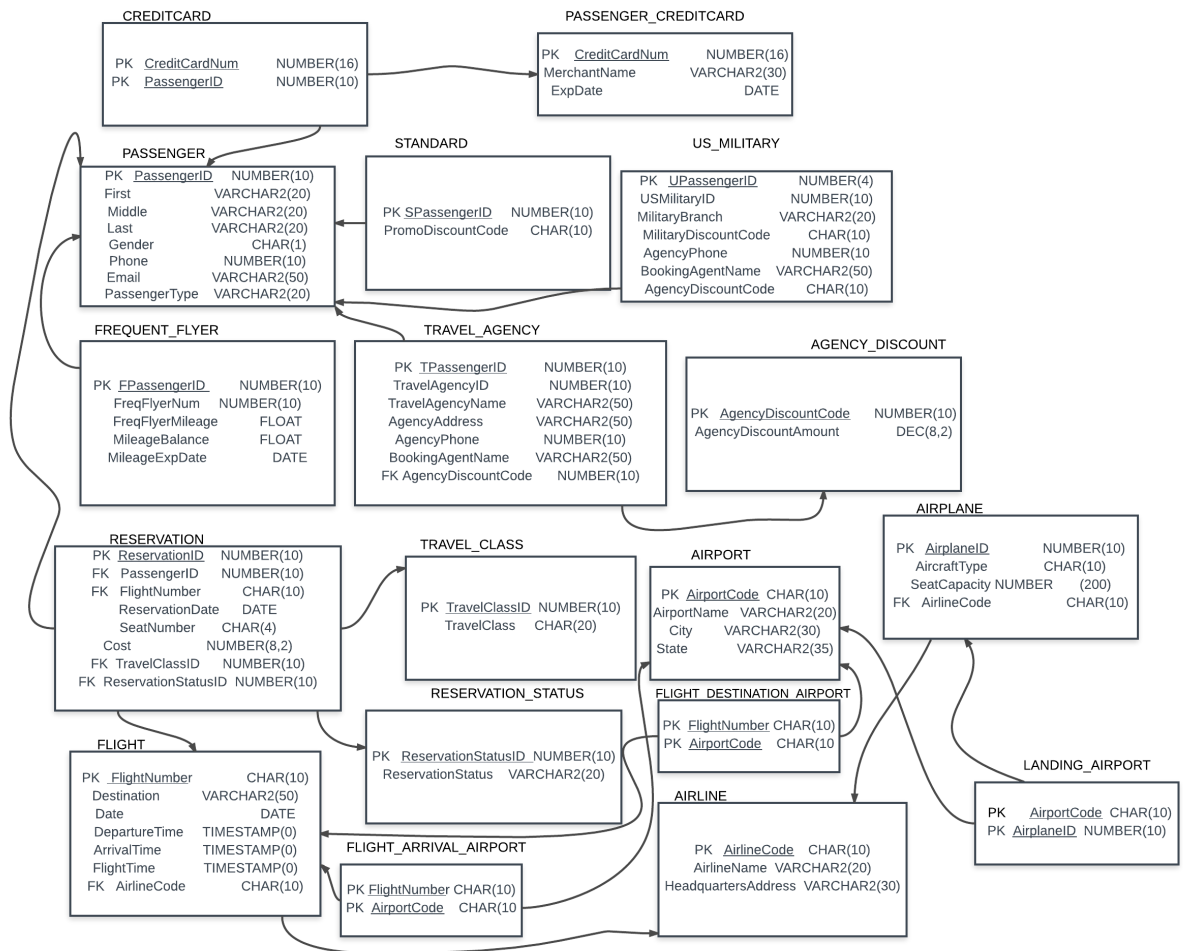 CREDITCARD
PK CreditCardNum NUMBER(16)
PK PassengerID NUMBER(10)
PASSENGER_CREDITCARD
PK CreditCardNum NUMBER(16)
MerchantName VARCHAR2(30)
ExpDate DATE
PASSENGER
PK PassengerID NUMBER(10)
First VARCHAR2(20)
Middle VARCHAR2(20)
Last VARCHAR2(20)
Gender CHAR(1)
Phone NUMBER(10)
Email VARCHAR2(50)
PassengerType VARCHAR2(20)
STANDARD
PK SPassengerID NUMBER(10)
PromoDiscountCode CHAR(10)
US_MILITARY
PK UPassengerID NUMBER(4)
USMilitaryID NUMBER(10)
MilitaryBranch VARCHAR2(20)
MilitaryDiscountCode CHAR(10)
AgencyPhone NUMBER(10
BookingAgentName VARCHAR2(50)
AgencyDiscountCode CHAR(10)
FREQUENT_FLYER
PK FPassengerID NUMBER(10)
FreqFlyerNum NUMBER(10)
FreqFlyerMileage FLOAT
MileageBalance FLOAT
MileageExpDate DATE
TRAVEL_AGENCY
PK TPassengerID NUMBER(10)
TravelAgencyID NUMBER(10)
TravelAgencyName VARCHAR2(50)
AgencyAddress VARCHAR2(50)
AgencyPhone NUMBER(10)
BookingAgentName VARCHAR2(50)
FK AgencyDiscountCode NUMBER(10)
AGENCY_DISCOUNT
PK AgencyDiscountCode NUMBER(10)
AgencyDiscountAmount DEC(8,2)
RESERVATION
PK ReservationID NUMBER(10)
FK PassengerID NUMBER(10)
FK FlightNumber CHAR(10)
ReservationDate DATE
SeatNumber CHAR(4)
Cost NUMBER(8,2)
FK TravelClassID NUMBER(10)
FK ReservationStatusID NUMBER(10)
TRAVEL_CLASS
PK TravelClassID NUMBER(10)
TravelClass CHAR(20)
AIRPORT
PK AirportCode CHAR(10)
AirportName VARCHAR2(20)
City VARCHAR2(30)
State VARCHAR2(35)
AIRPLANE
PK AirplaneID NUMBER(10)
AircraftType CHAR(10)
SeatCapacity NUMBER (200)
FK AirlineCode CHAR(10)
RESERVATION_STATUS
PK ReservationStatusID NUMBER(10)
ReservationStatus VARCHAR2(20)
FLIGHT_DESTINATION_AIRPORT
PK FlightNumber CHAR(10)
PK AirportCode CHAR(10
FLIGHT
PK FlightNumber CHAR(10)
Destination VARCHAR2(50)
Date DATE
DepartureTime TIMESTAMP(0)
ArrivalTime TIMESTAMP(0)
FlightTime TIMESTAMP(0)
FK AirlineCode CHAR(10)
FLIGHT_ARRIVAL_AIRPORT
PK FlightNumber CHAR(10)
PK AirportCode CHAR(10
AIRLINE
PK AirlineCode CHAR(10)
AirlineName VARCHAR2(20)
HeadquartersAddress VARCHAR2(30)
LANDING_AIRPORT
PK AirportCode CHAR(10)
PK AirplaneID NUMBER(10)